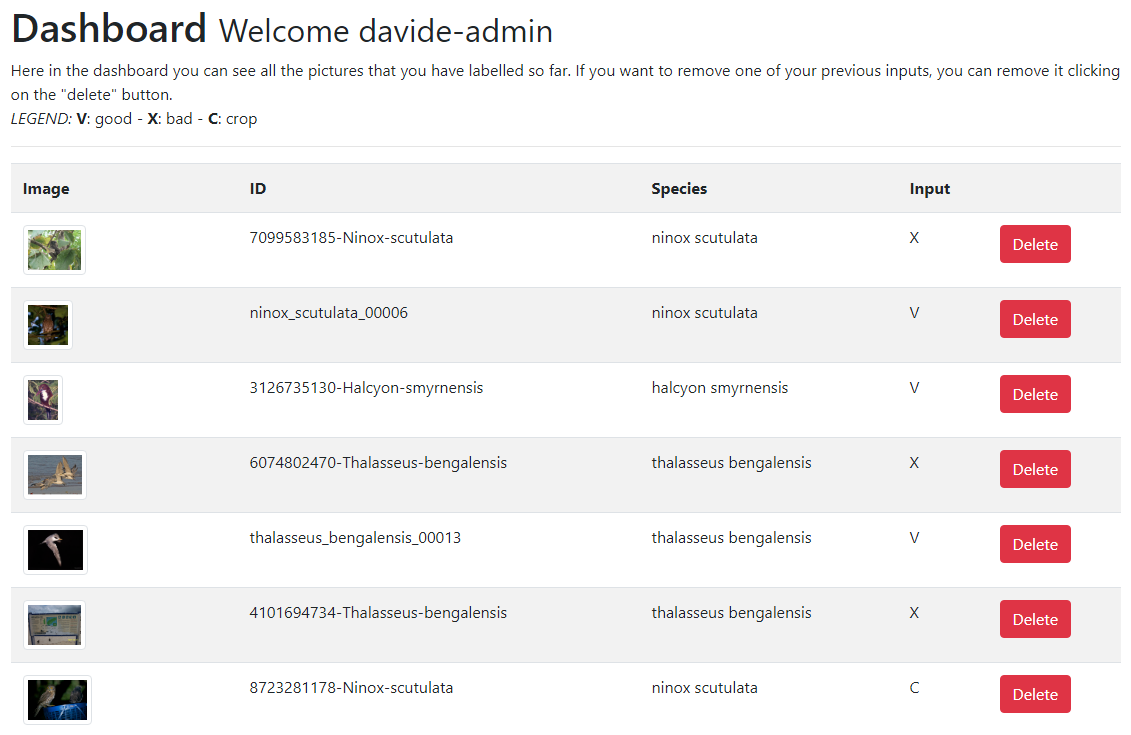 Dashboard Welcome davide-admin
Here in the dashboard you can see all the pictures that you have labelled so far. If you want to remove one of your previous inputs, you can remove it clicking
on the "delete" button.
LEGEND: V: good - X: bad - C: crop
Image ID Species Input
7099583185-Ninox-scutulata ninox scutulata X Delete
ninox_scutulata_00006 ninox scutulata V Delete
3126735130-Halcyon-smyrnensis halcyon smyrnensis V Delete
6074802470-Thalasseus-bengalensis thalasseus bengalensis X Delete
thalasseus_bengalensis_00013 thalasseus bengalensis V Delete
4101694734-Thalasseus-bengalensis thalasseus bengalensis X Delete
8723281178-Ninox-scutulata ninox scutulata C Delete